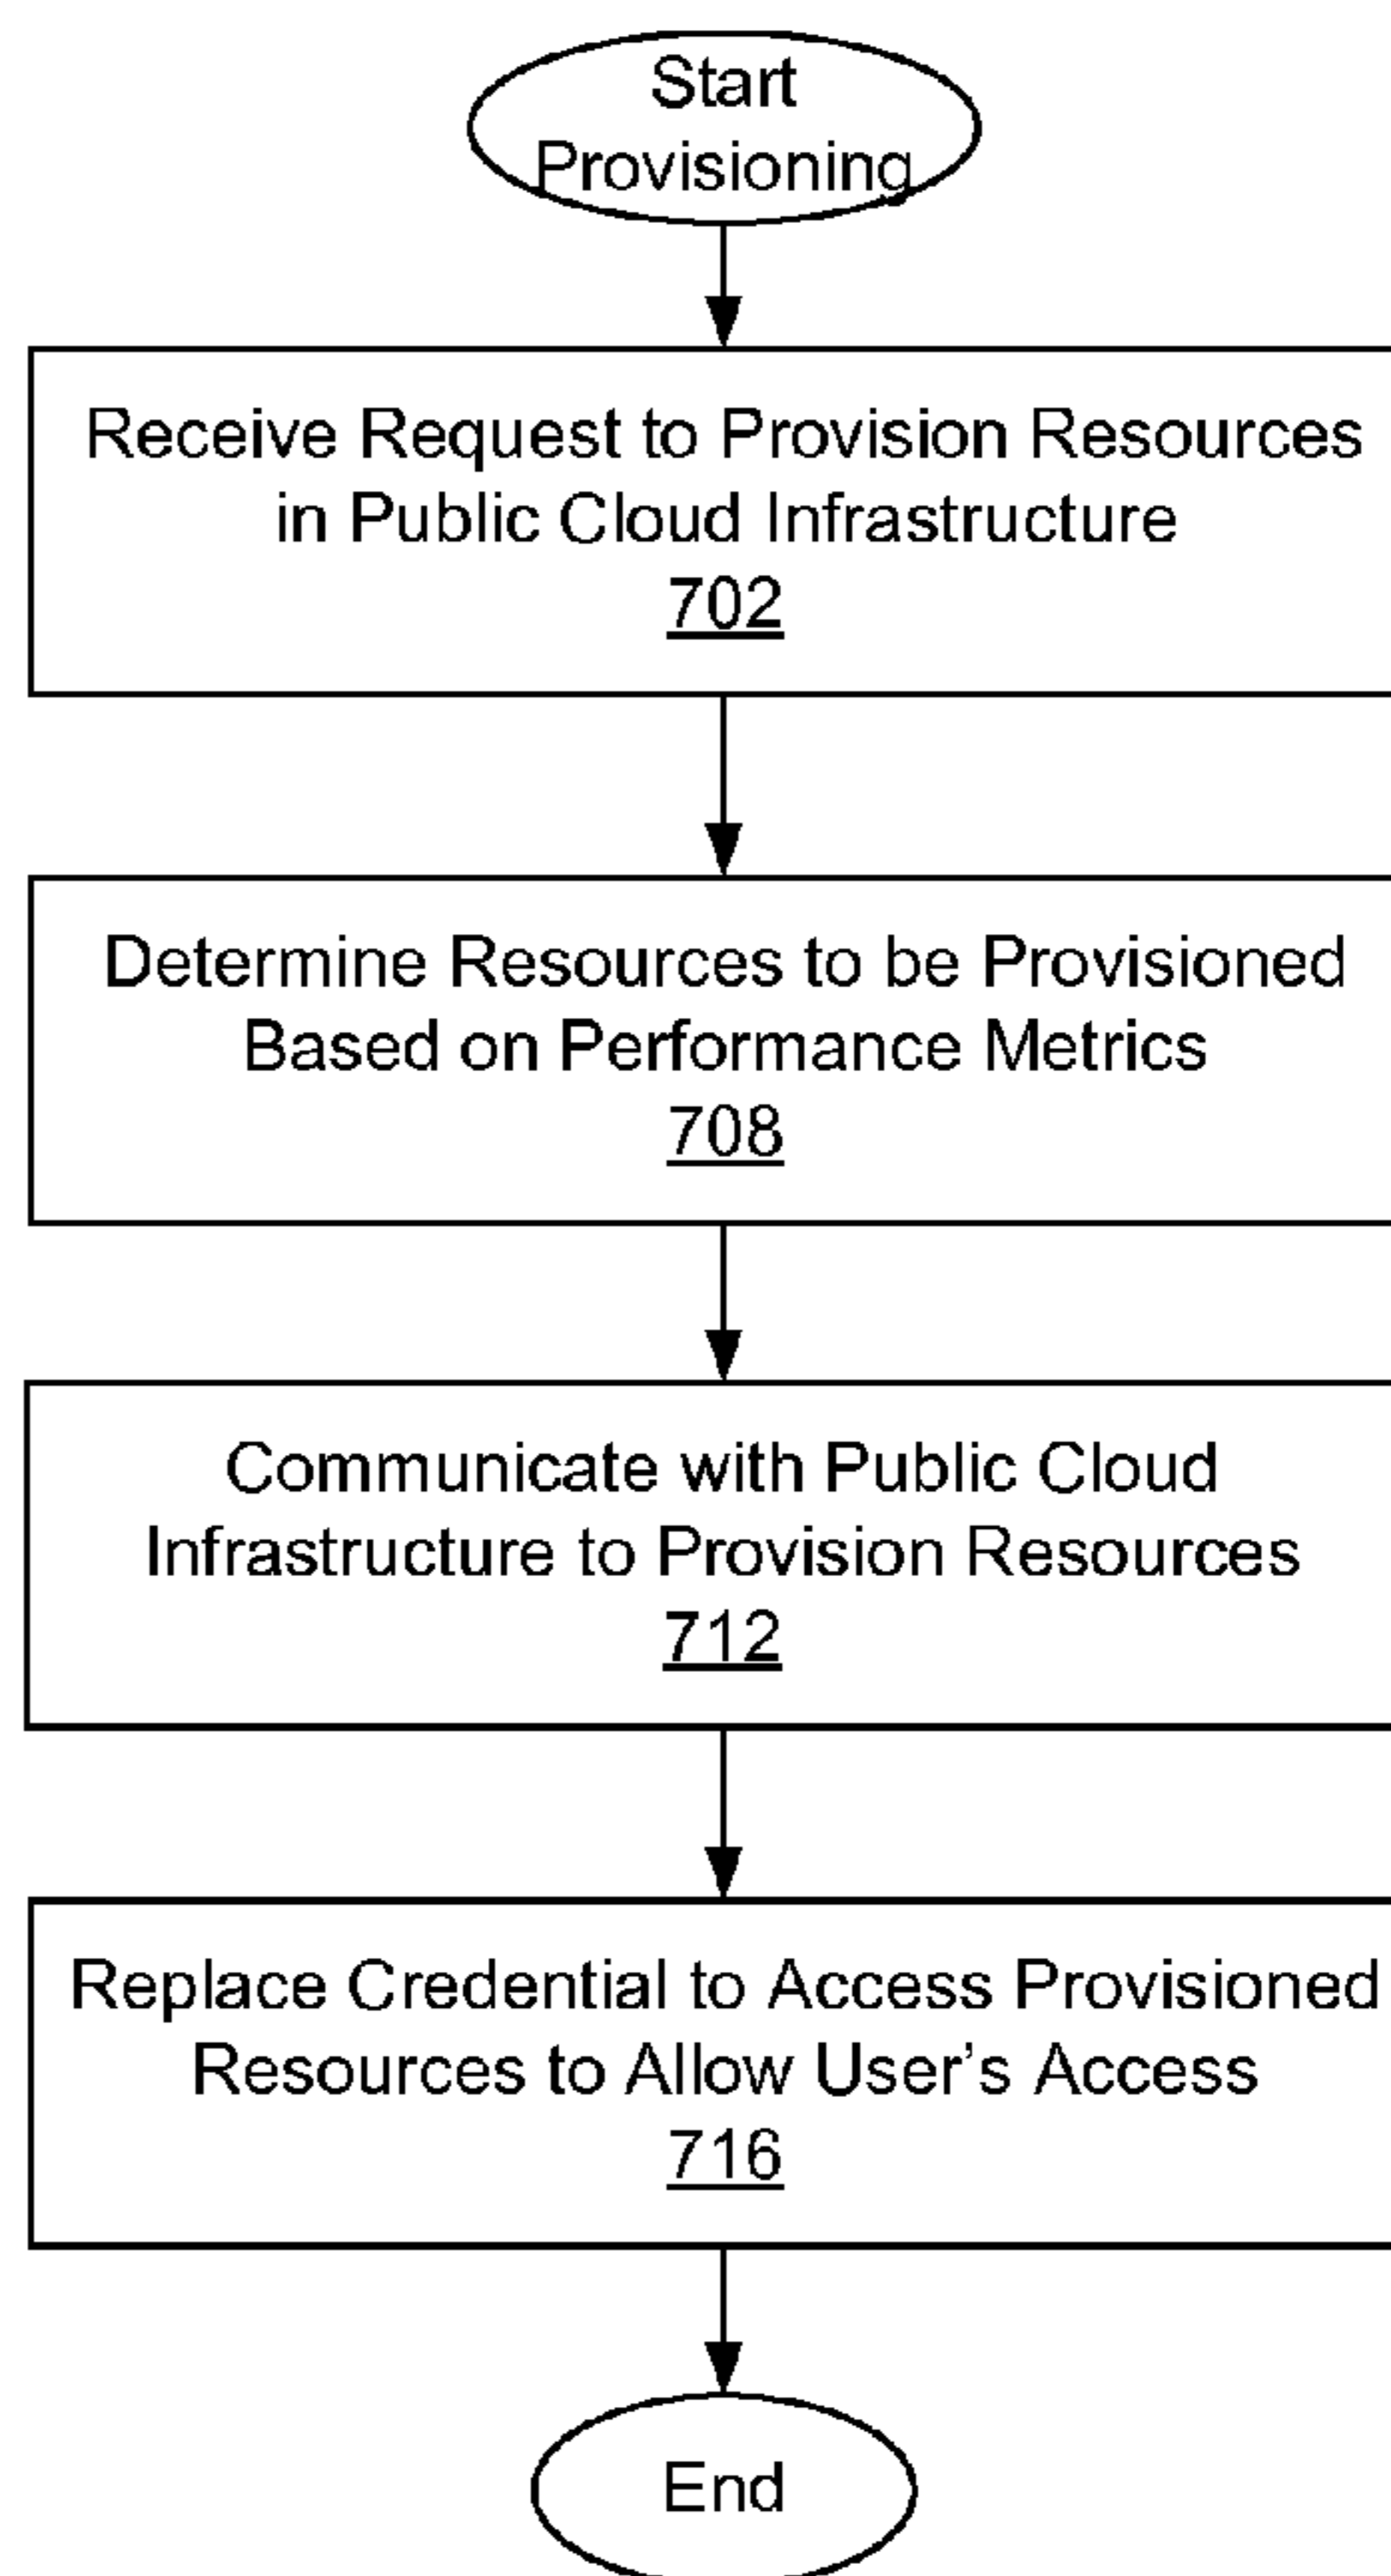 Start
Provisioning
Receive Request to Provision Resources
in Public Cloud Infrastructure
702
Determine Resources to be Provisioned
Based on Performance Metrics
708
Communicate with Public Cloud
Infrastructure to Provision Resources
712
Replace Credential to Access Provisioned
Resources to Allow User's Access
716
End